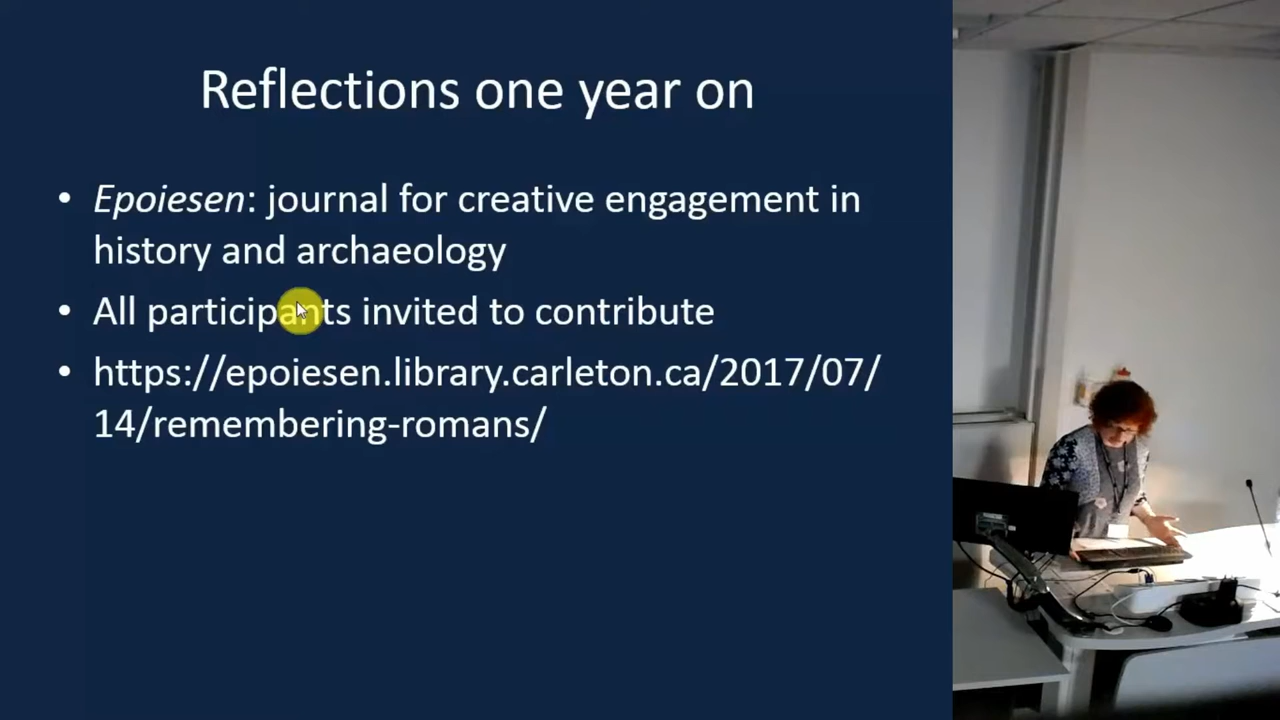 Reflections one year on
• Epoiesen: journal for creative engagement in
history and archaeology
• All participants invited to contribute
• https://epoiesen.library.carleton.ca/2017/07/
14/remembering-romans/